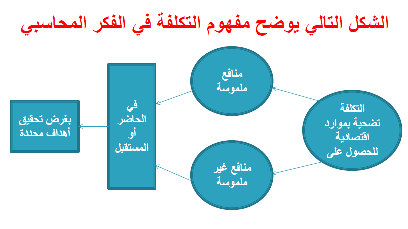 الشكل التالي يوضح مفهوم التكلفة في الفكر المحاسبي
التكلفة
تضحية بموارد
اقتصادية
للحصول على
منافع
ملموسة
منافع غير
ملموسة
في
الحاضر
أو
المستقبل
بغرض تحقيق
أهداف محددة